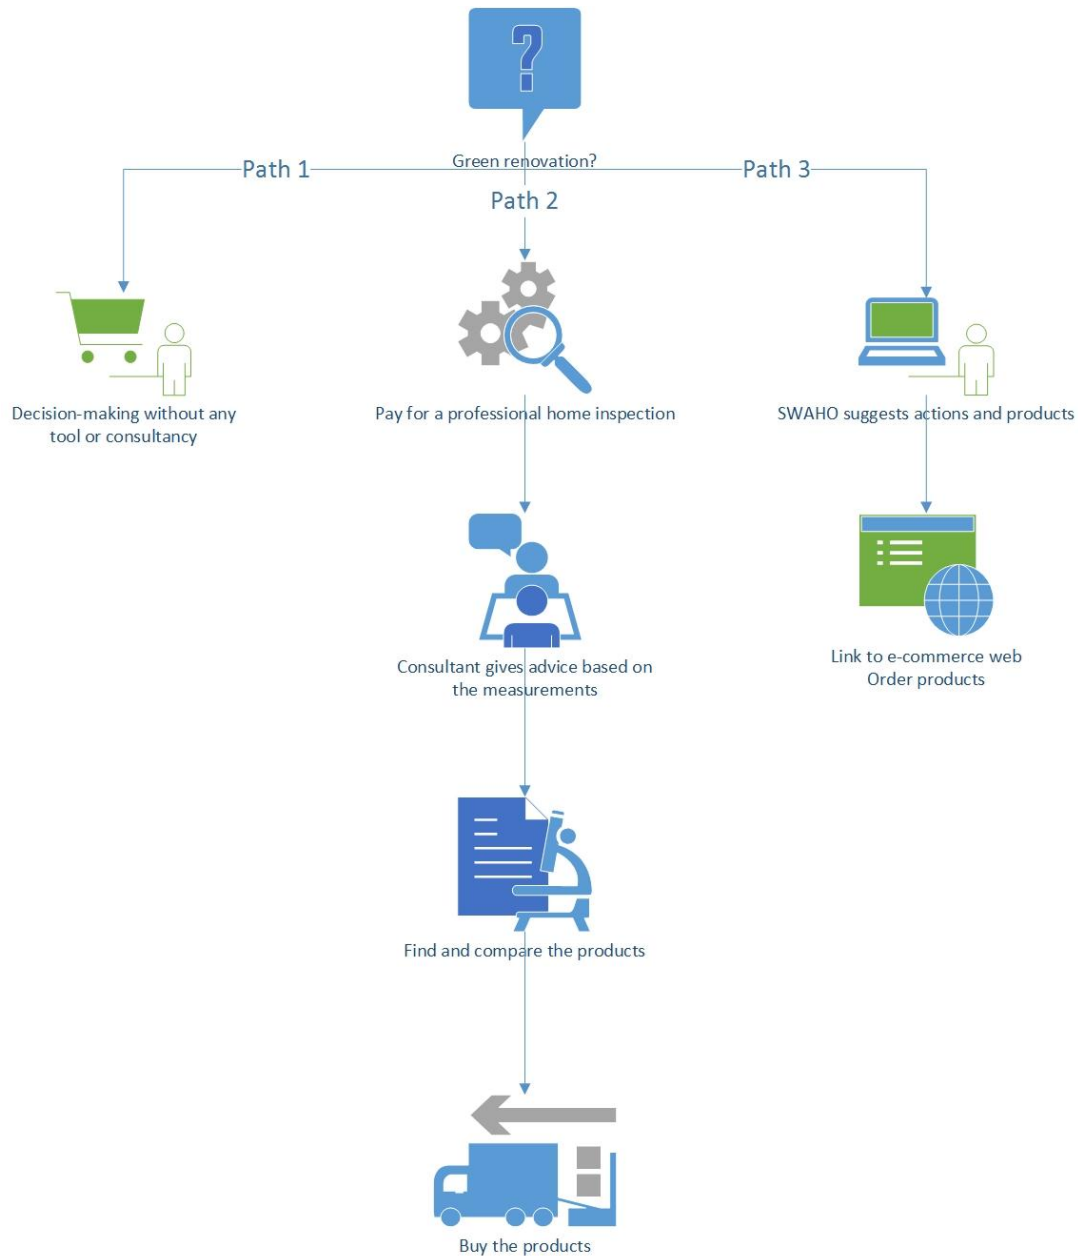 ?
Green renovation?
Path 1
Path 2
Path 3
Decision-making without any
tool or consultancy
Pay for a professional home inspection
SWAHO suggests actions and products
Consultant gives advice based on
the measurements
Link to e-commerce web
Order products
Find and compare the products
Buy the products